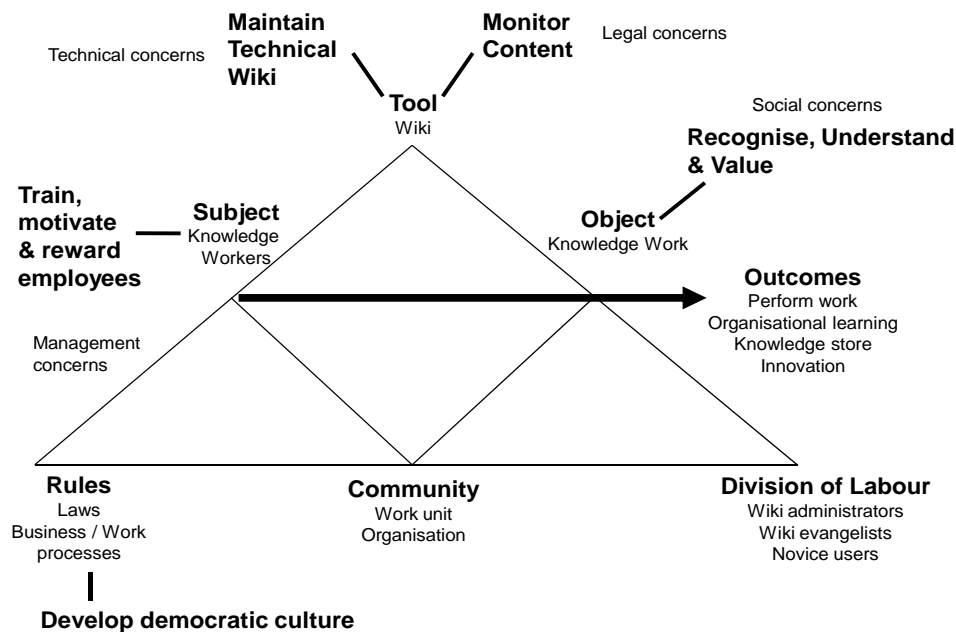 Technical concerns
Maintain
Technical
Wiki
Monitor
Content
Legal concerns
Tool
Wiki
Social concerns
Recognise, Understand
& Value
Train,
motivate
& reward
employees
Subject
Knowledge
Workers
Object
Knowledge Work
Outcomes
Perform work
Organisational learning
Knowledge store
Innovation
Management
concerns
Rules
Laws
Business / Work
processes
Community
Work unit
Organisation
Division of Labour
Wiki administrators
Wiki evangelists
Novice users
Develop democratic culture